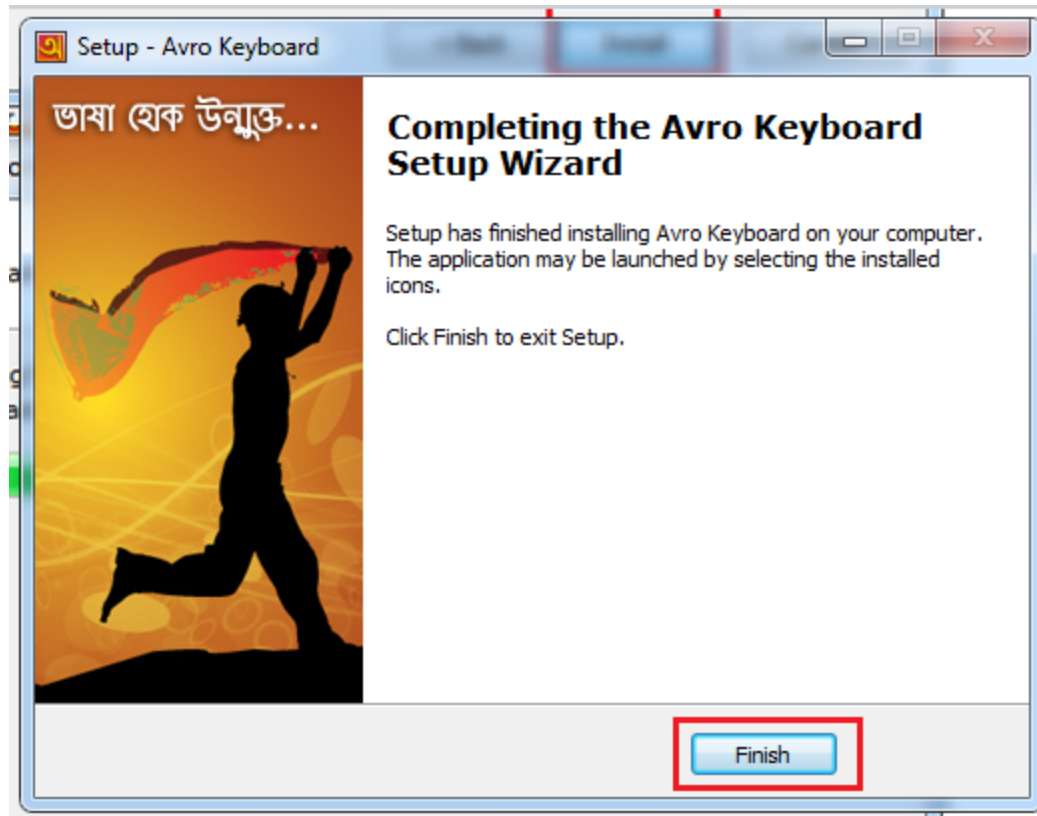 Setup - Avro Keyboard
ভাষা হোক উন্মুক্ত...
Completing the Avro Keyboard
Setup Wizard
Setup has finished installing Avro Keyboard on your computer.
The application may be launched by selecting the installed
icons.
Click Finish to exit Setup.
Finish